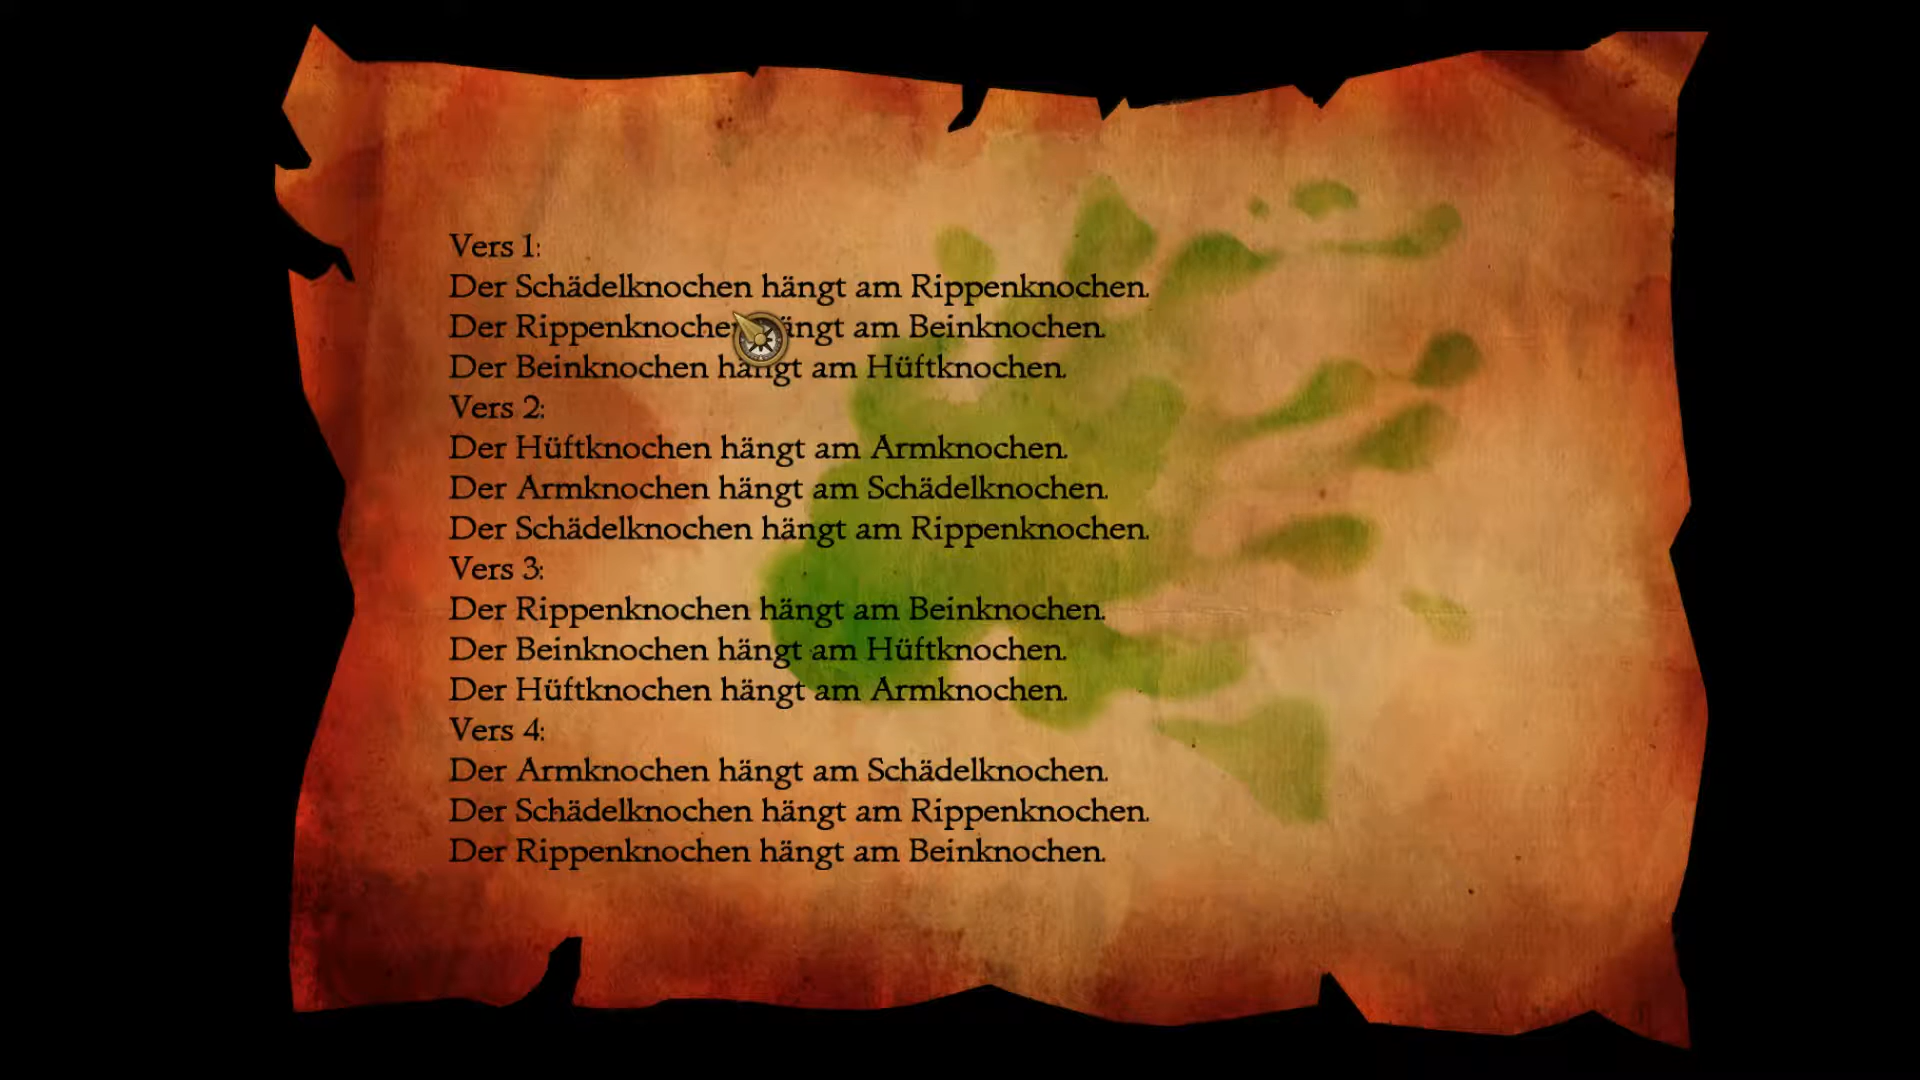 Vers 1:
Der Schädelknochen hängt am Rippenknochen.
Der am Beinknochen.
Der Beinknochen hängt am Hüftknochen.
Vers 2:
Der Hüftknochen hängt am Armknochen.
Der Armknochen hängt am Schädelknochen.
Der Schädelknochen hängt am Rippenknochen.
Vers 3:
Der Rippenknochen hängt am Beinknochen.
Der Beinknochen hängt am Hüftknochen.
Der Hüftknochen hängt am Armknochen.
Vers 4:
Der Armknochen hängt am Schädelknochen.
Der Schädelknochen hängt am Rippenknochen.
Der Rippenknochen hängt am Beinknochen.